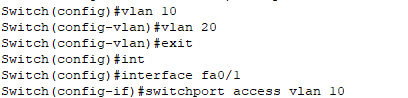 Switch(config)#vlan 10
Switch(config-vlan)#vlan 20
Switch(config-vlan)#exit
Switch(config)#int
Switch(config)#interface fa0/1
Switch(config-if)#switchport access vlan 10